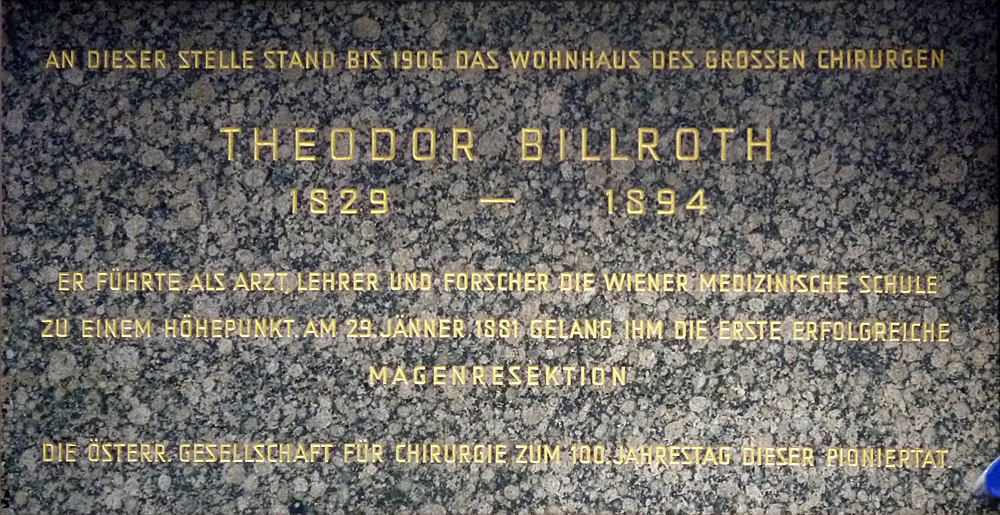 AN DIESER STELLE STAND BIS 1906 DAS WOHNHAUS DES GROSSEN CHIRURGEN
THEODOR BILLROTH
1829 — 1894
ER FÜHRTE ALS ARZT, LEHRER UND FORSCHER DIE WIENER MEDIZINISCHE SCHULE
ZU EINEM HÖHEPUNKT. AM 29. JÄNNER 1881 GELANG IHM DIE ERSTE ERFOLGREICHE
MAGENRESEKTION
DIE ÖSTERR. GESELLSCHAFT FÜR CHIRURGIE ZUM 100. JAHRESTAG DIESER PIONIERTAT.